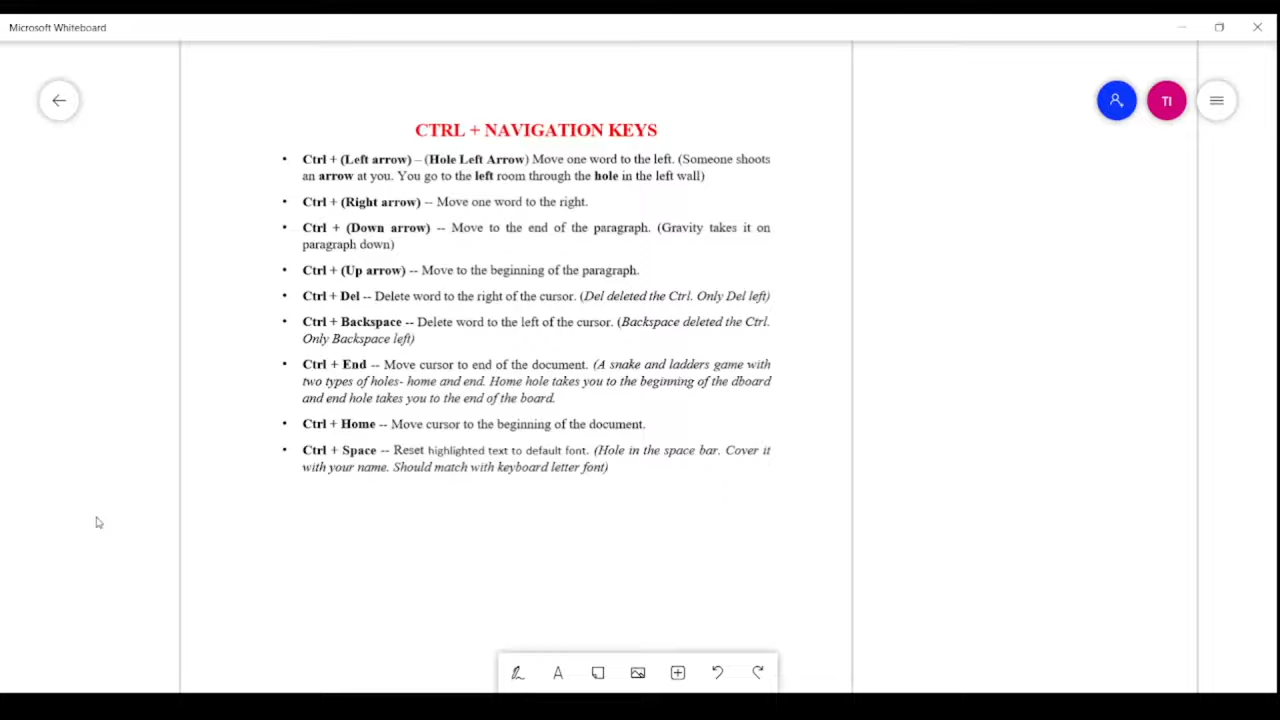 Microsoft Whiteboard
TI
CTRL + NAVIGATION KEYS
• Ctrl + (Left arrow) – (Hole Left Arrow) Move one word to the left. (Someone shoots
an arrow at you. You go to the left room through the hole in the left wall)
• Ctrl + (Right arrow) -- Move one word to the right.
• Ctrl + (Down arrow) -- Move to the end of the paragraph. (Gravity takes it on
paragraph down)
• Ctrl + (Up arrow) -- Move to the beginning of the paragraph.
• Ctrl + Del -- Delete word to the right of the cursor. (Del deleted the Ctrl. Only Del left)
• Ctrl + Backspace -- Delete word to the left of the cursor. (Backspace deleted the Ctrl.
Only Backspace left)
• Ctrl + End -- Move cursor to end of the document. (A snake and ladders game with
two types of holes- home and end. Home hole takes you to the beginning of the dboard
and end hole takes you to the end of the board.
• Ctrl + Home -- Move cursor to the beginning of the document.
• Ctrl + Space -- Reset highlighted text to default font. (Hole in the space bar. Cover it
with your name. Should match with keyboard letter font)